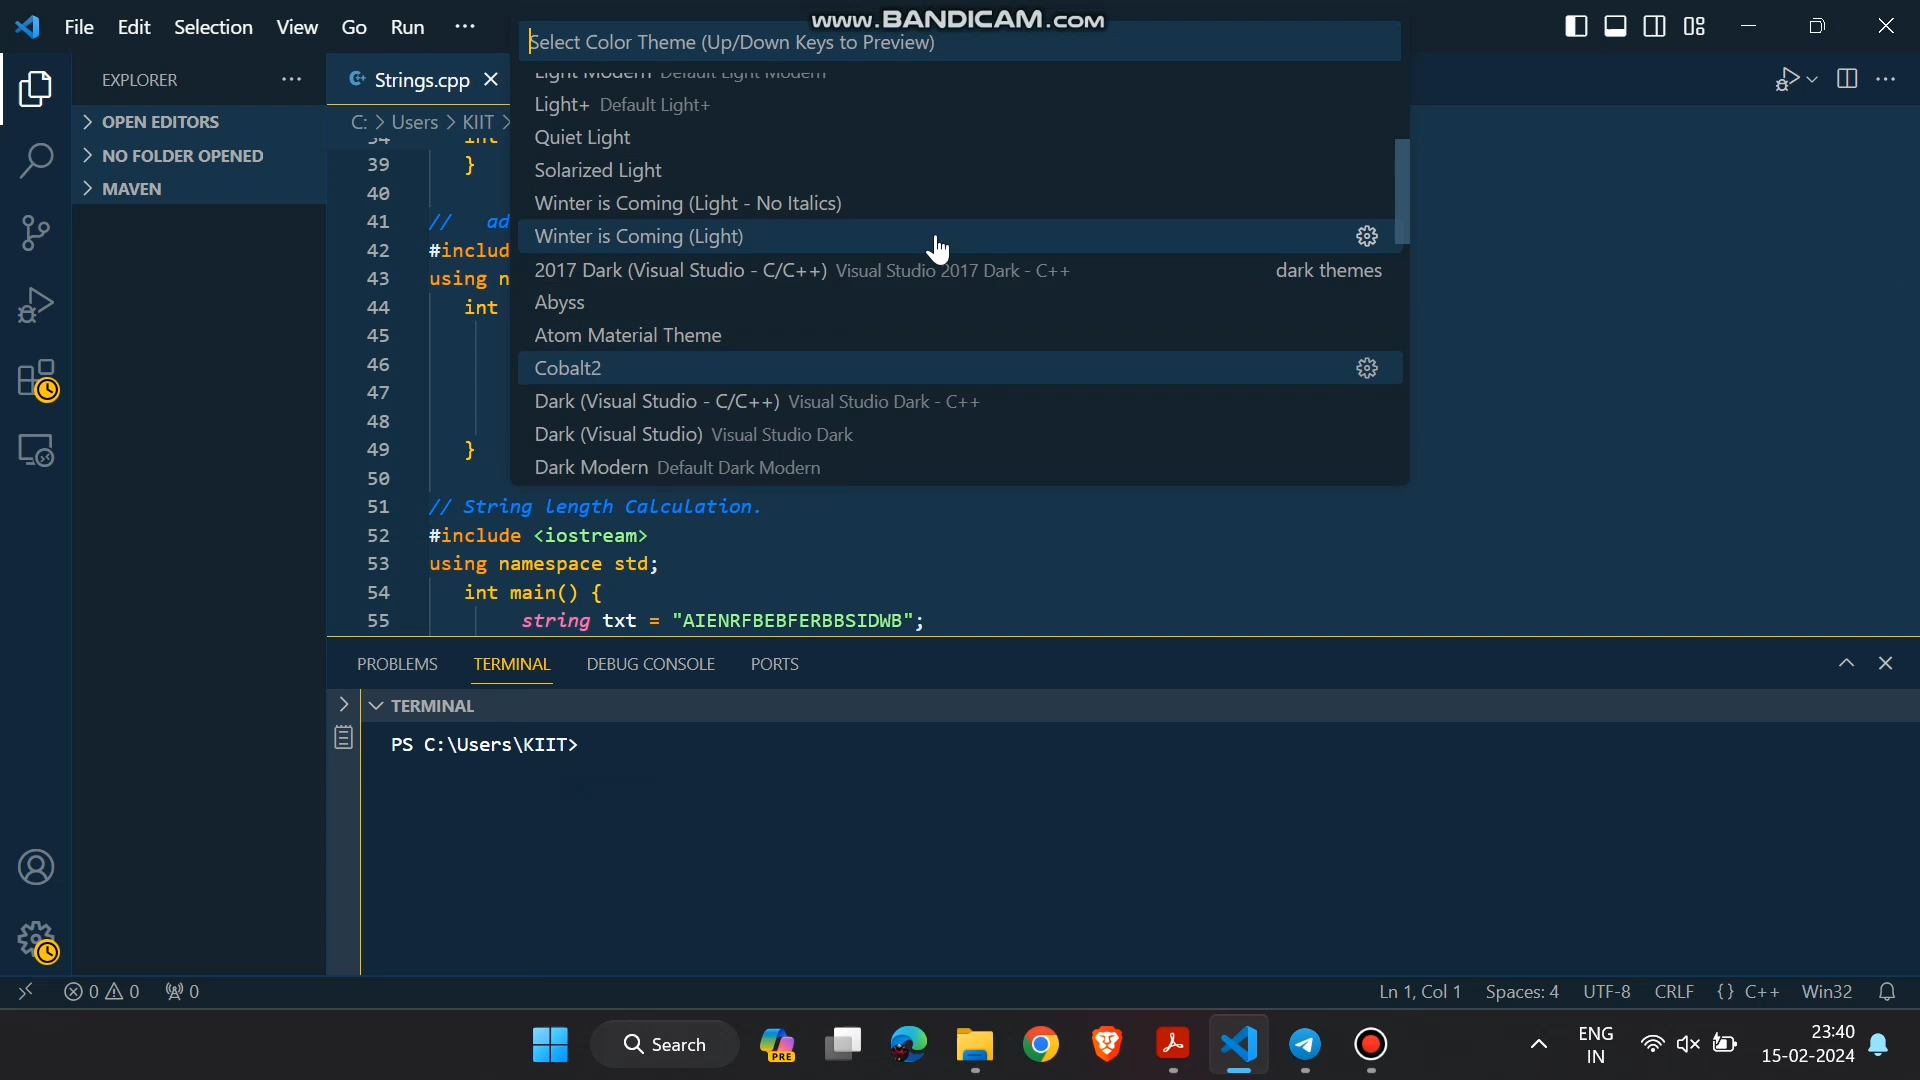 File Edit Selection View Go Run ···
www.BANDICAM.com
Select Color Theme (Up/Down Keys to Preview)
Light Modern Default Light Modern
Light+ Default Light+
Quiet Light
Solarized Light
Winter is Coming (Light - No Italics)
Winter is Coming (Light)
2017 Dark (Visual Studio - C/C++) Visual Studio 2017 Dark - C++ dark themes
Abyss
Atom Material Theme
Cobalt2
Dark (Visual Studio - C/C++) Visual Studio Dark - C++
Dark (Visual Studio) Visual Studio Dark
Dark Modern Default Dark Modern
EXPLORER ···
OPEN EDITORS
NO FOLDER OPENED
MAVEN
Strings.cpp
C: > Users > KIIT >
34 int
39 }
40
41 // ad
42 #includ
43 using n
44 int
45
46
47
48
49 }
50
51 // String length Calculation.
52 #include <iostream>
53 using namespace std;
54 int main() {
55 string txt = "AIENRFBEBFERBBSIDWB";
PROBLEMS TERMINAL DEBUG CONSOLE PORTS
TERMINAL
PS C:\Users\KIIT>
0 0 0
Ln 1, Col 1 Spaces: 4 UTF-8 CRLF {} C++ Win32
Search
PRE
ENG
IN
23:40
15-02-2024